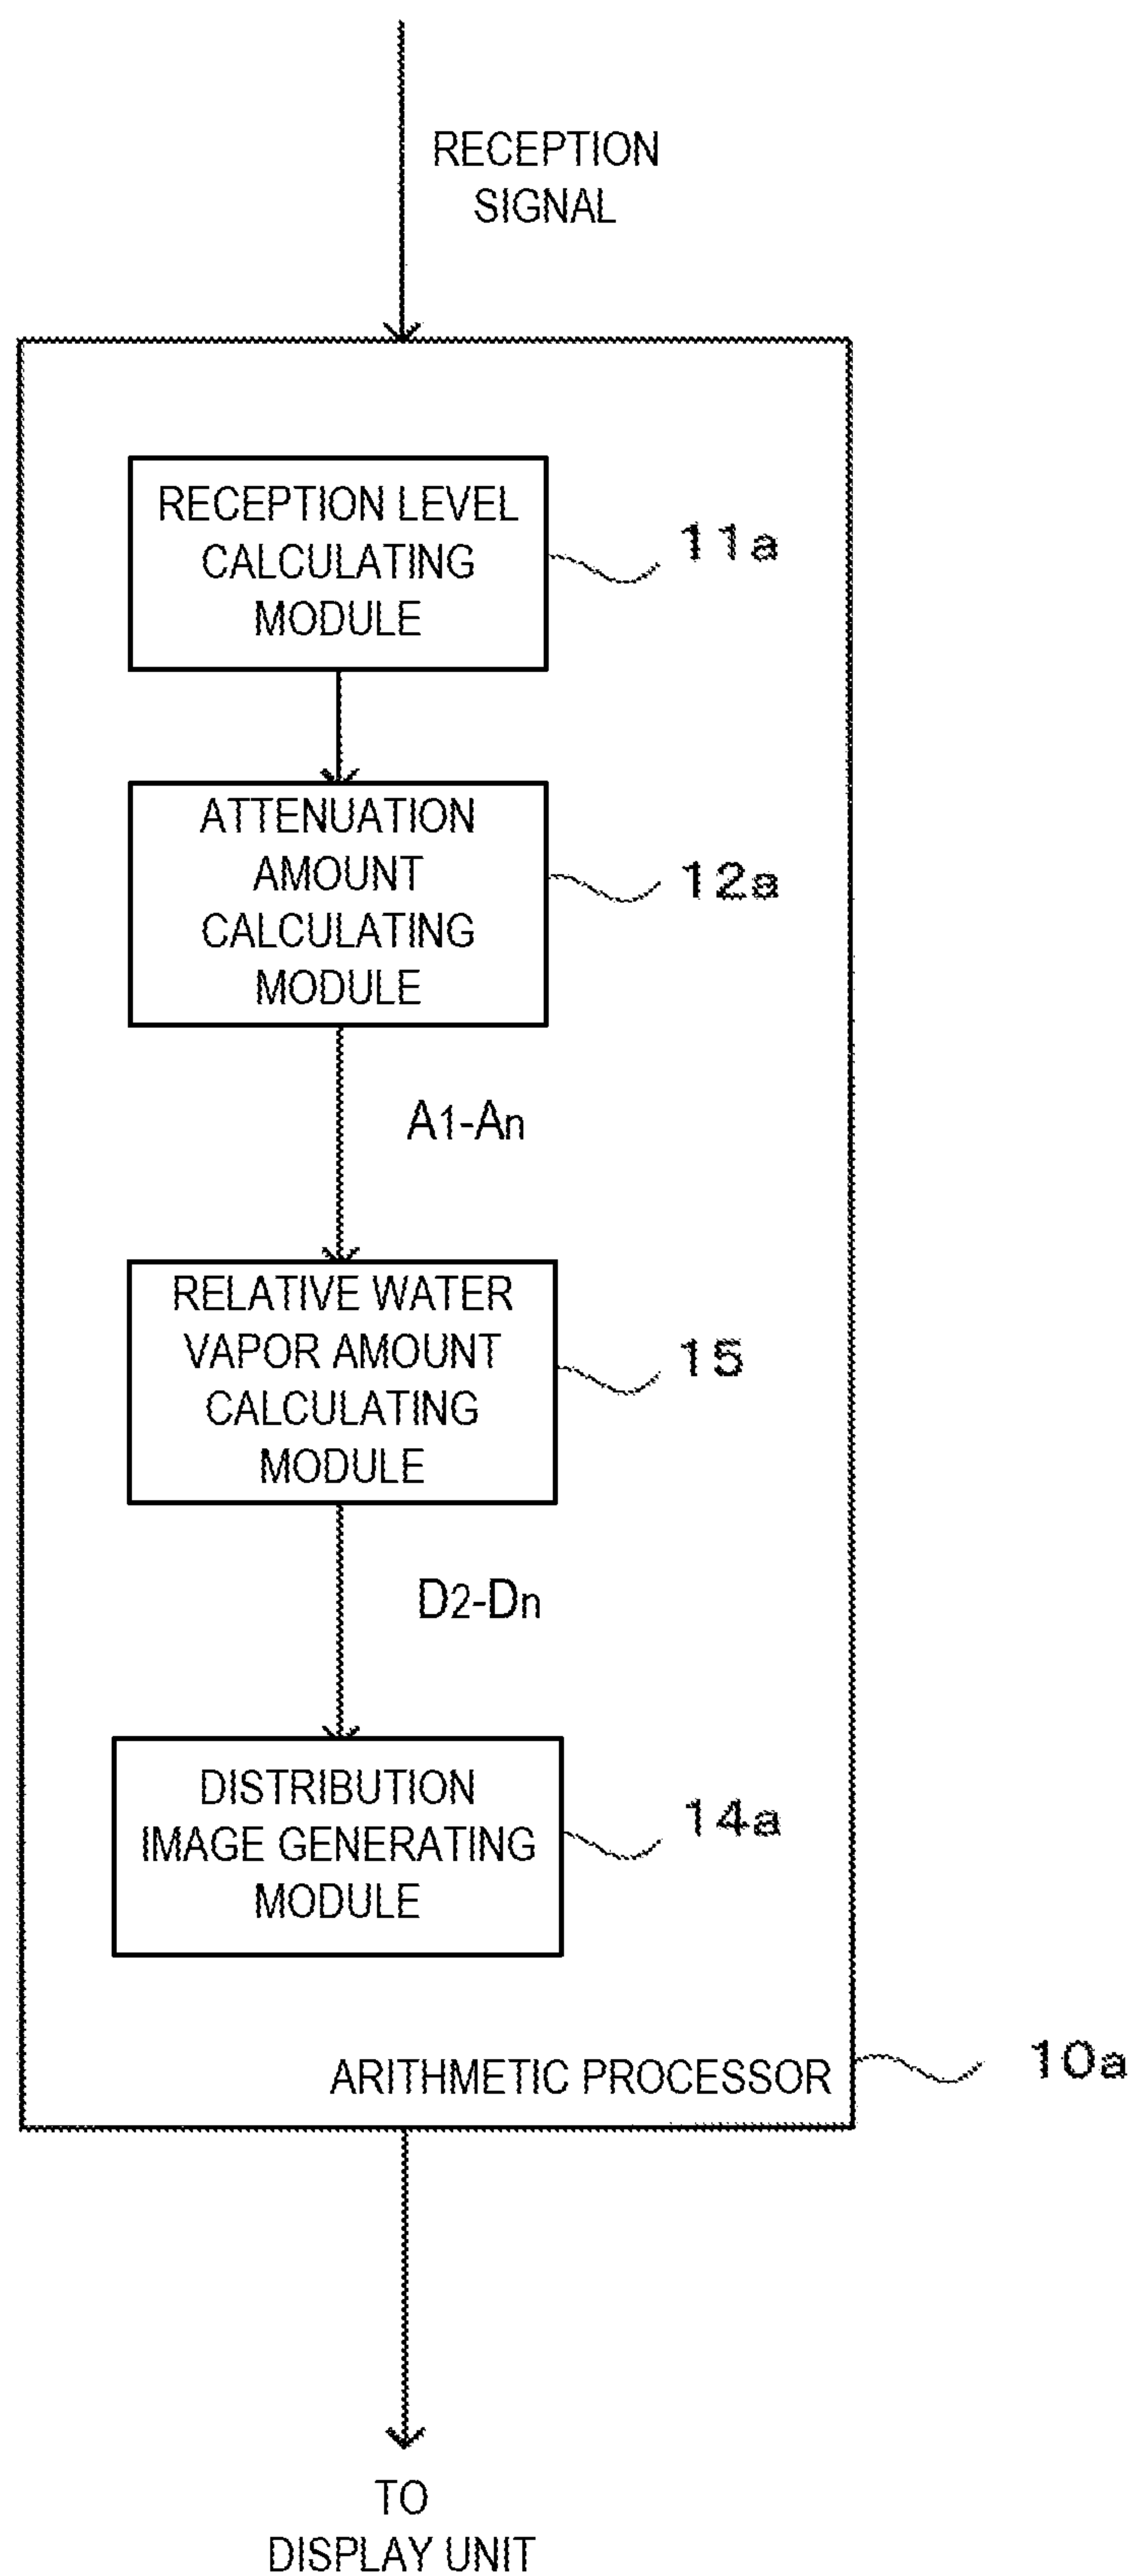 RECEPTION
SIGNAL
RECEPTION LEVEL
CALCULATING
MODULE
11a
ATTENUATION
AMOUNT
CALCULATING
MODULE
12a
A1-An
RELATIVE WATER
VAPOR AMOUNT
CALCULATING
MODULE
15
D2-Dn
DISTRIBUTION
IMAGE GENERATING
MODULE
14a
ARITHMETIC PROCESSOR
10a
TO
DISPLAY UNIT